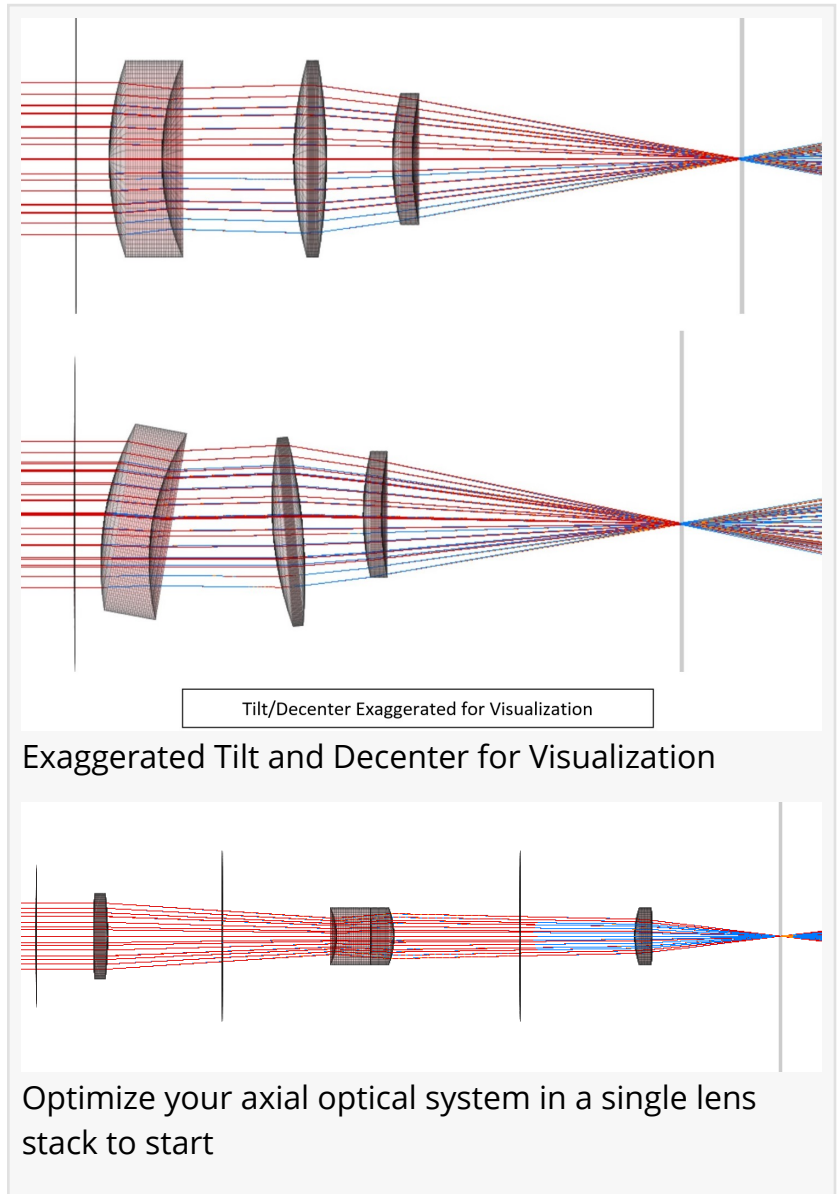 Tilt/Decenter Exaggerated for Visualization
Exaggerated Tilt and Decenter for Visualization
Optimize your axial optical system in a single lens
stack to start